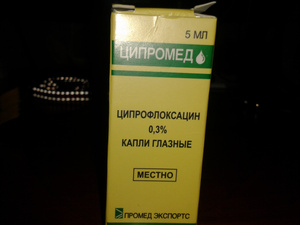 5 МЛ
ЦИПРОМЕД
ЦИПРОФЛОКСАЦИН
0,3%
КАПЛИ ГЛАЗНЫЕ
МЕСТНО
ПРОМЕД ЭКСПОРТС